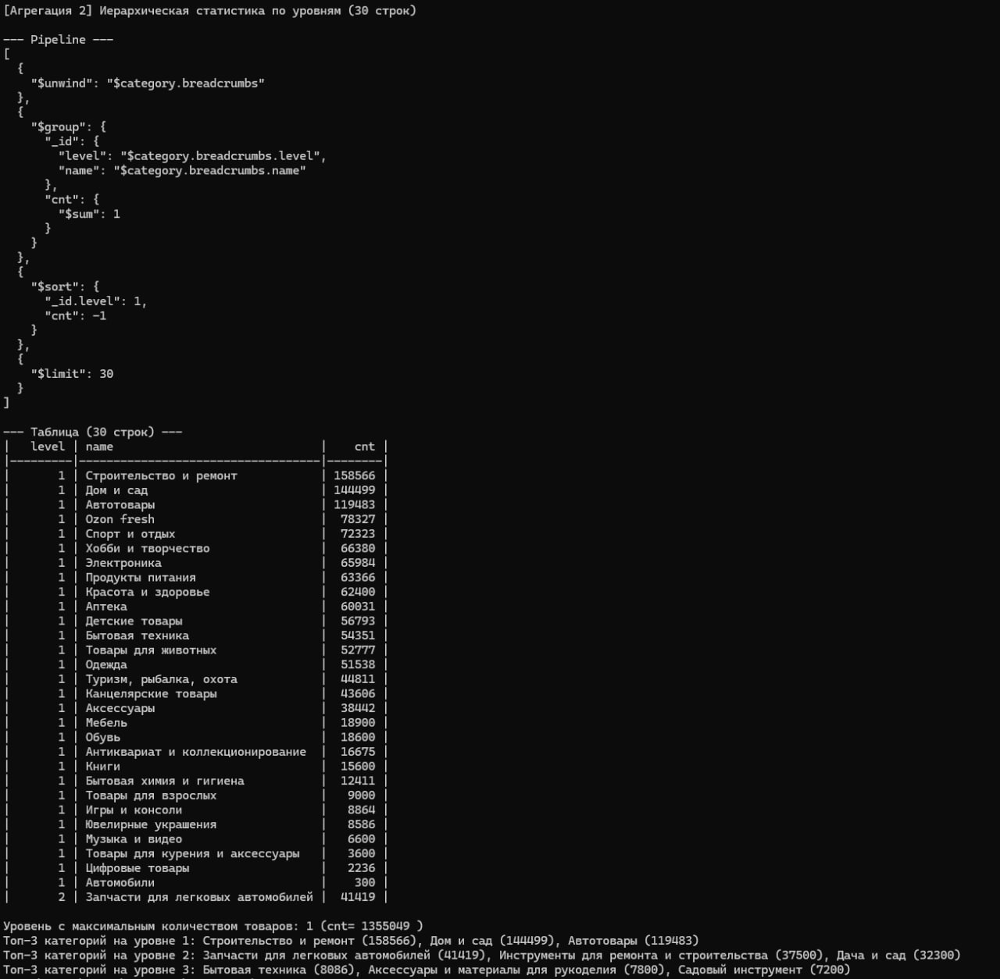 [Агрегация 2] Иерархическая статистика по уровням (30 строк)
--- Pipeline ---
[
  {
    "$unwind": "$category.breadcrumbs"
  },
  {
    "$group": {
      "_id": {
        "level": "$category.breadcrumbs.level",
        "name": "$category.breadcrumbs.name"
      },
      "cnt": {
        "$sum": 1
      }
    }
  },
  {
    "$sort": {
      "_id.level": 1,
      "cnt": -1
    }
  },
  {
    "$limit": 30
  }
]
--- Таблица (30 строк) ---
|   level | name                              |    cnt |
|---------|-----------------------------------|--------|
|       1 | Строительство и ремонт            | 158566 |
|       1 | Дом и сад                         | 144499 |
|       1 | Автотовары                        | 119483 |
|       1 | Ozon fresh                        |  78327 |
|       1 | Спорт и отдых                     |  72323 |
|       1 | Хобби и творчество                |  66380 |
|       1 | Электроника                       |  65984 |
|       1 | Продукты питания                  |  63366 |
|       1 | Красота и здоровье                |  62400 |
|       1 | Аптека                            |  60031 |
|       1 | Детские товары                    |  56793 |
|       1 | Бытовая техника                   |  54351 |
|       1 | Товары для животных               |  52777 |
|       1 | Одежда                            |  51538 |
|       1 | Туризм, рыбалка, охота            |  44811 |
|       1 | Канцелярские товары               |  43606 |
|       1 | Аксессуары                        |  38442 |
|       1 | Мебель                            |  18900 |
|       1 | Обувь                             |  18600 |
|       1 | Антиквариат и коллекционирование  |  16675 |
|       1 | Книги                             |  15600 |
|       1 | Бытовая химия и гигиена           |  12411 |
|       1 | Товары для взрослых               |   9000 |
|       1 | Игры и консоли                    |   8864 |
|       1 | Ювелирные украшения               |   8586 |
|       1 | Музыка и видео                    |   6600 |
|       1 | Товары для курения и аксессуары   |   3600 |
|       1 | Цифровые товары                   |   2236 |
|       1 | Автомобили                        |    300 |
|       2 | Запчасти для легковых автомобилей |  41419 |
Уровень с максимальным количеством товаров: 1 (cnt= 1355049 )
Топ-3 категорий на уровне 1: Строительство и ремонт (158566), Дом и сад (144499), Автотовары (119483)
Топ-3 категорий на уровне 2: Запчасти для легковых автомобилей (41419), Инструменты для ремонта и строительства (37500), Дача и сад (32300)
Топ-3 категорий на уровне 3: Бытовая техника (8086), Аксессуары и материалы для рукоделия (7800), Садовый инструмент (7200)